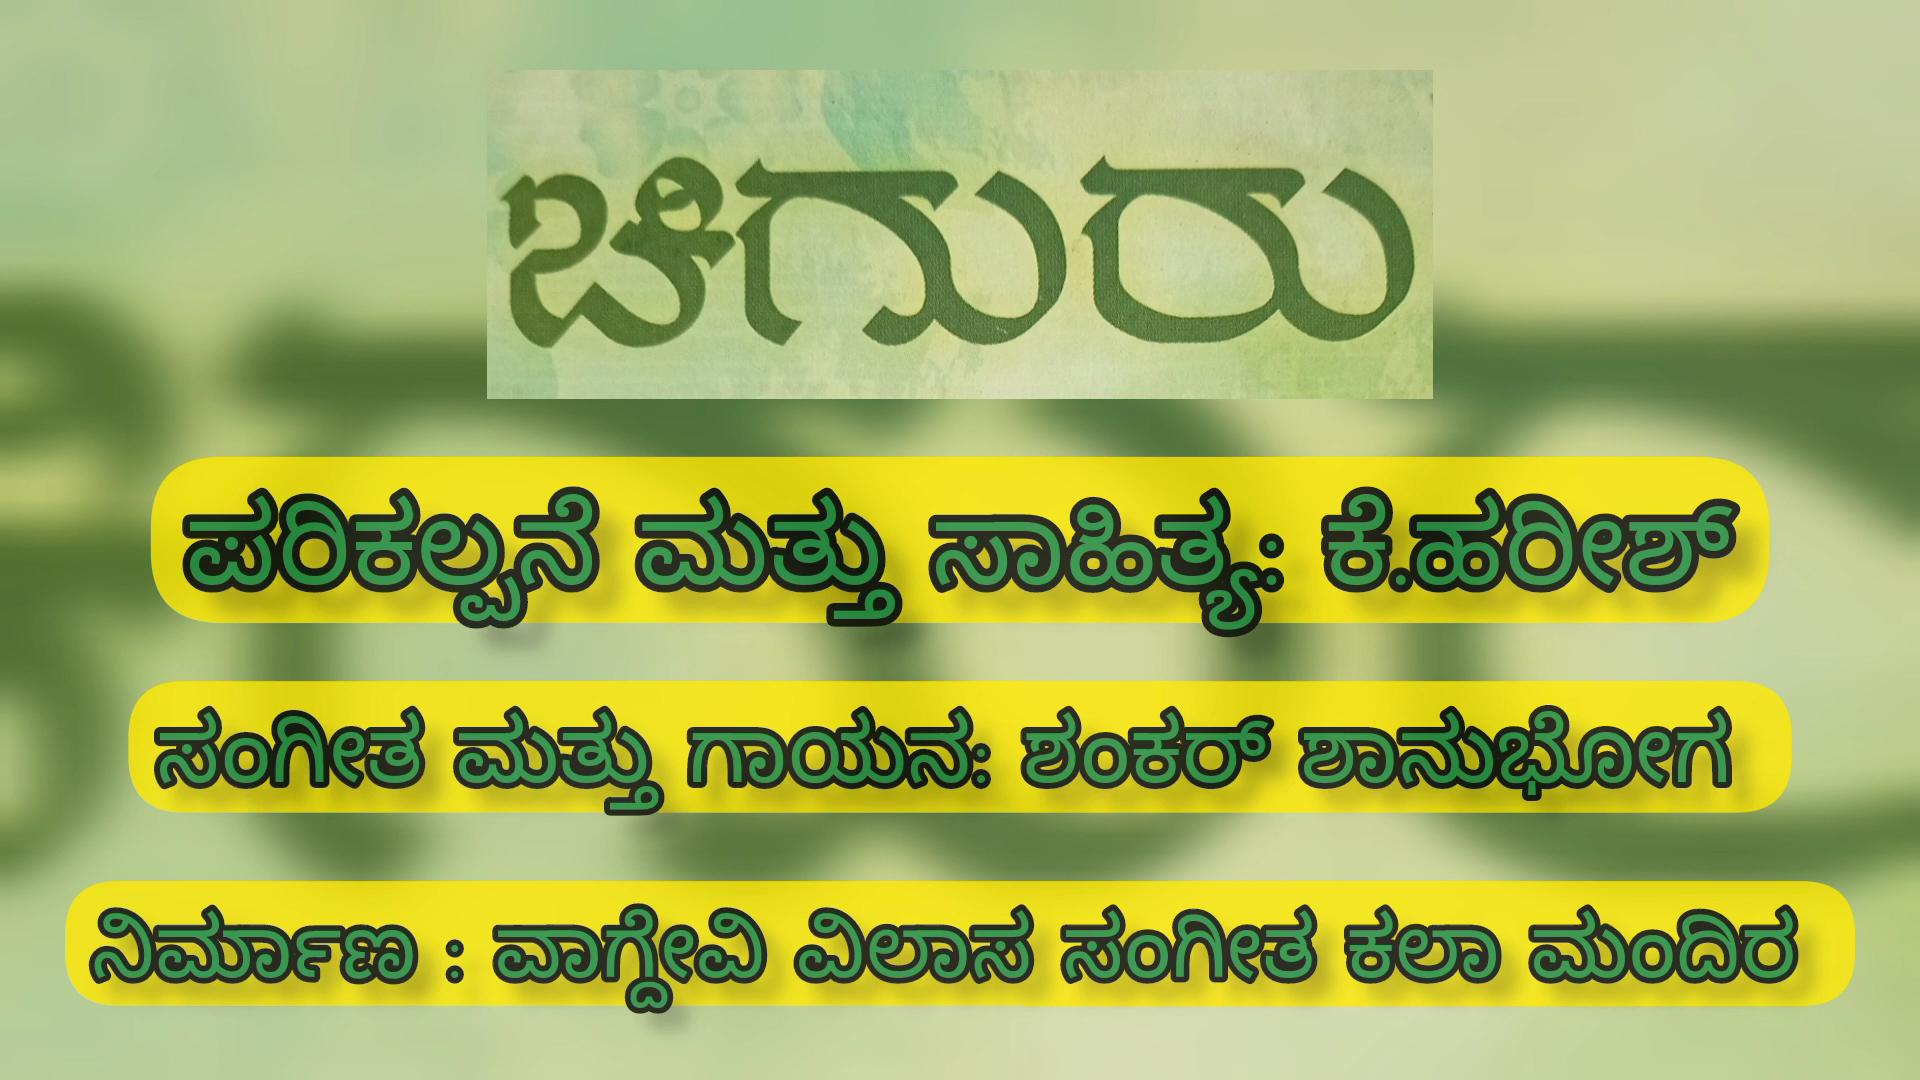 ಚಿಗುರು
ಪರಿಕಲ್ಪನೆ ಮತ್ತು ಸಾಹಿತ್ಯ: ಕೆ.ಹರೀಶ್
ಸಂಗೀತ ಮತ್ತು ಗಾಯನ: ಶಂಕರ್ ಶಾನುಭೋಗ
ನಿರ್ಮಾಣ : ವಾಗ್ದೇವಿ ವಿಲಾಸ ಸಂಗೀತ ಕಲಾ ಮಂದಿರ